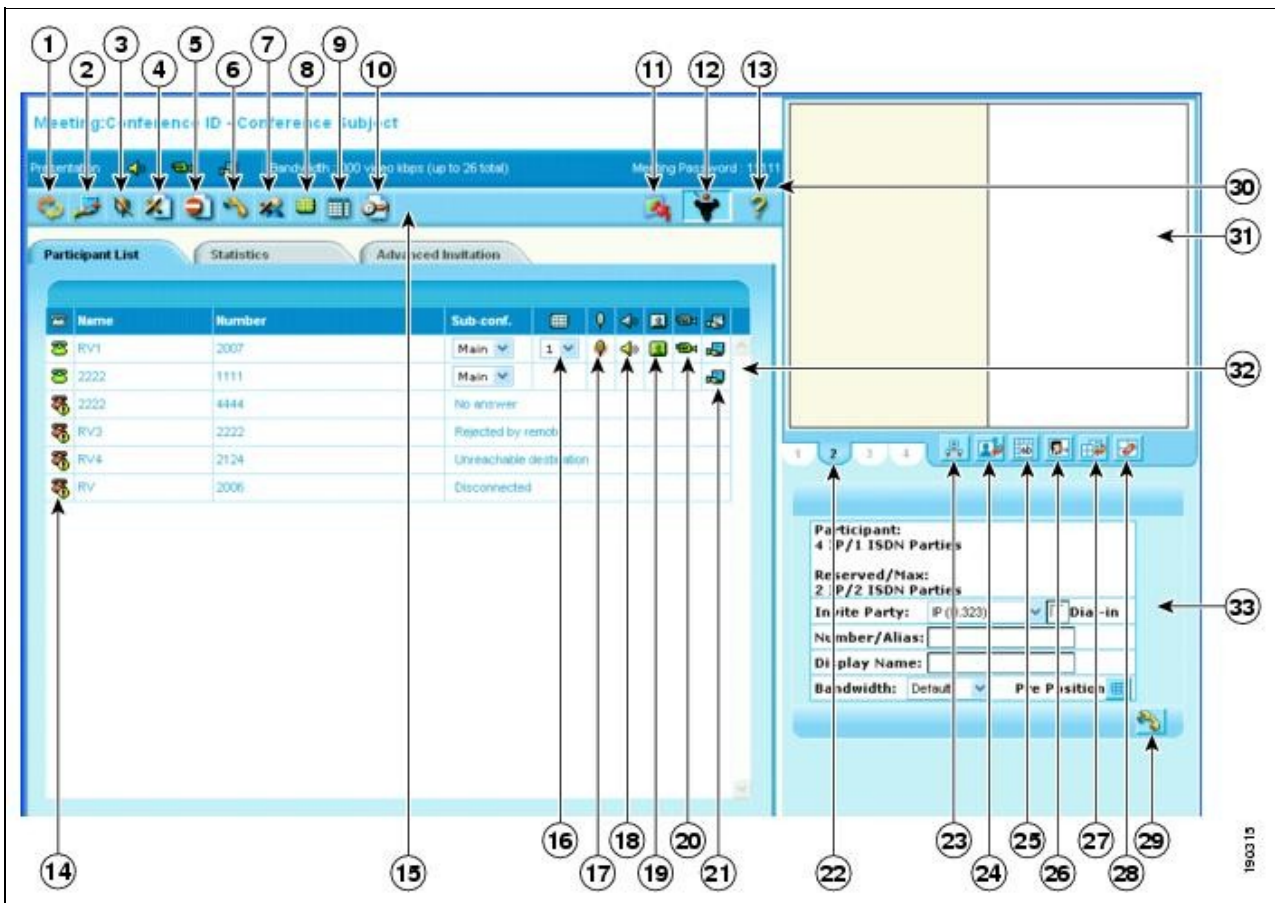 1 3 5 7 9
2 4 6 8 10 11 12 13
Meeting:Conference ID - Conference Subject
Presentation Bandwidth: video kbps (up to 26 total) Meeting Password
30
31
Participant List Statistics Advanced Invitation
Name Number Sub-conf.
RV1 2007 Main 1
2222 1111 Main
32
2222 4444 No answer
RV3 2222 Rejected by remote
RV4 2124 Unreachable destination
RV 2006 Disconnected
1 2 3 4
Participant:
4 IP/1 ISDN Parties
Reserved/Max:
2 IP/2 ISDN Parties
Invite Party: IP (H.323) Dial-in
33
Number/Alias:
Display Name:
Bandwidth: Default Pre Position
16 18 20 23 25 27 29
14 15 17 19 21 22 24 26 28
190315